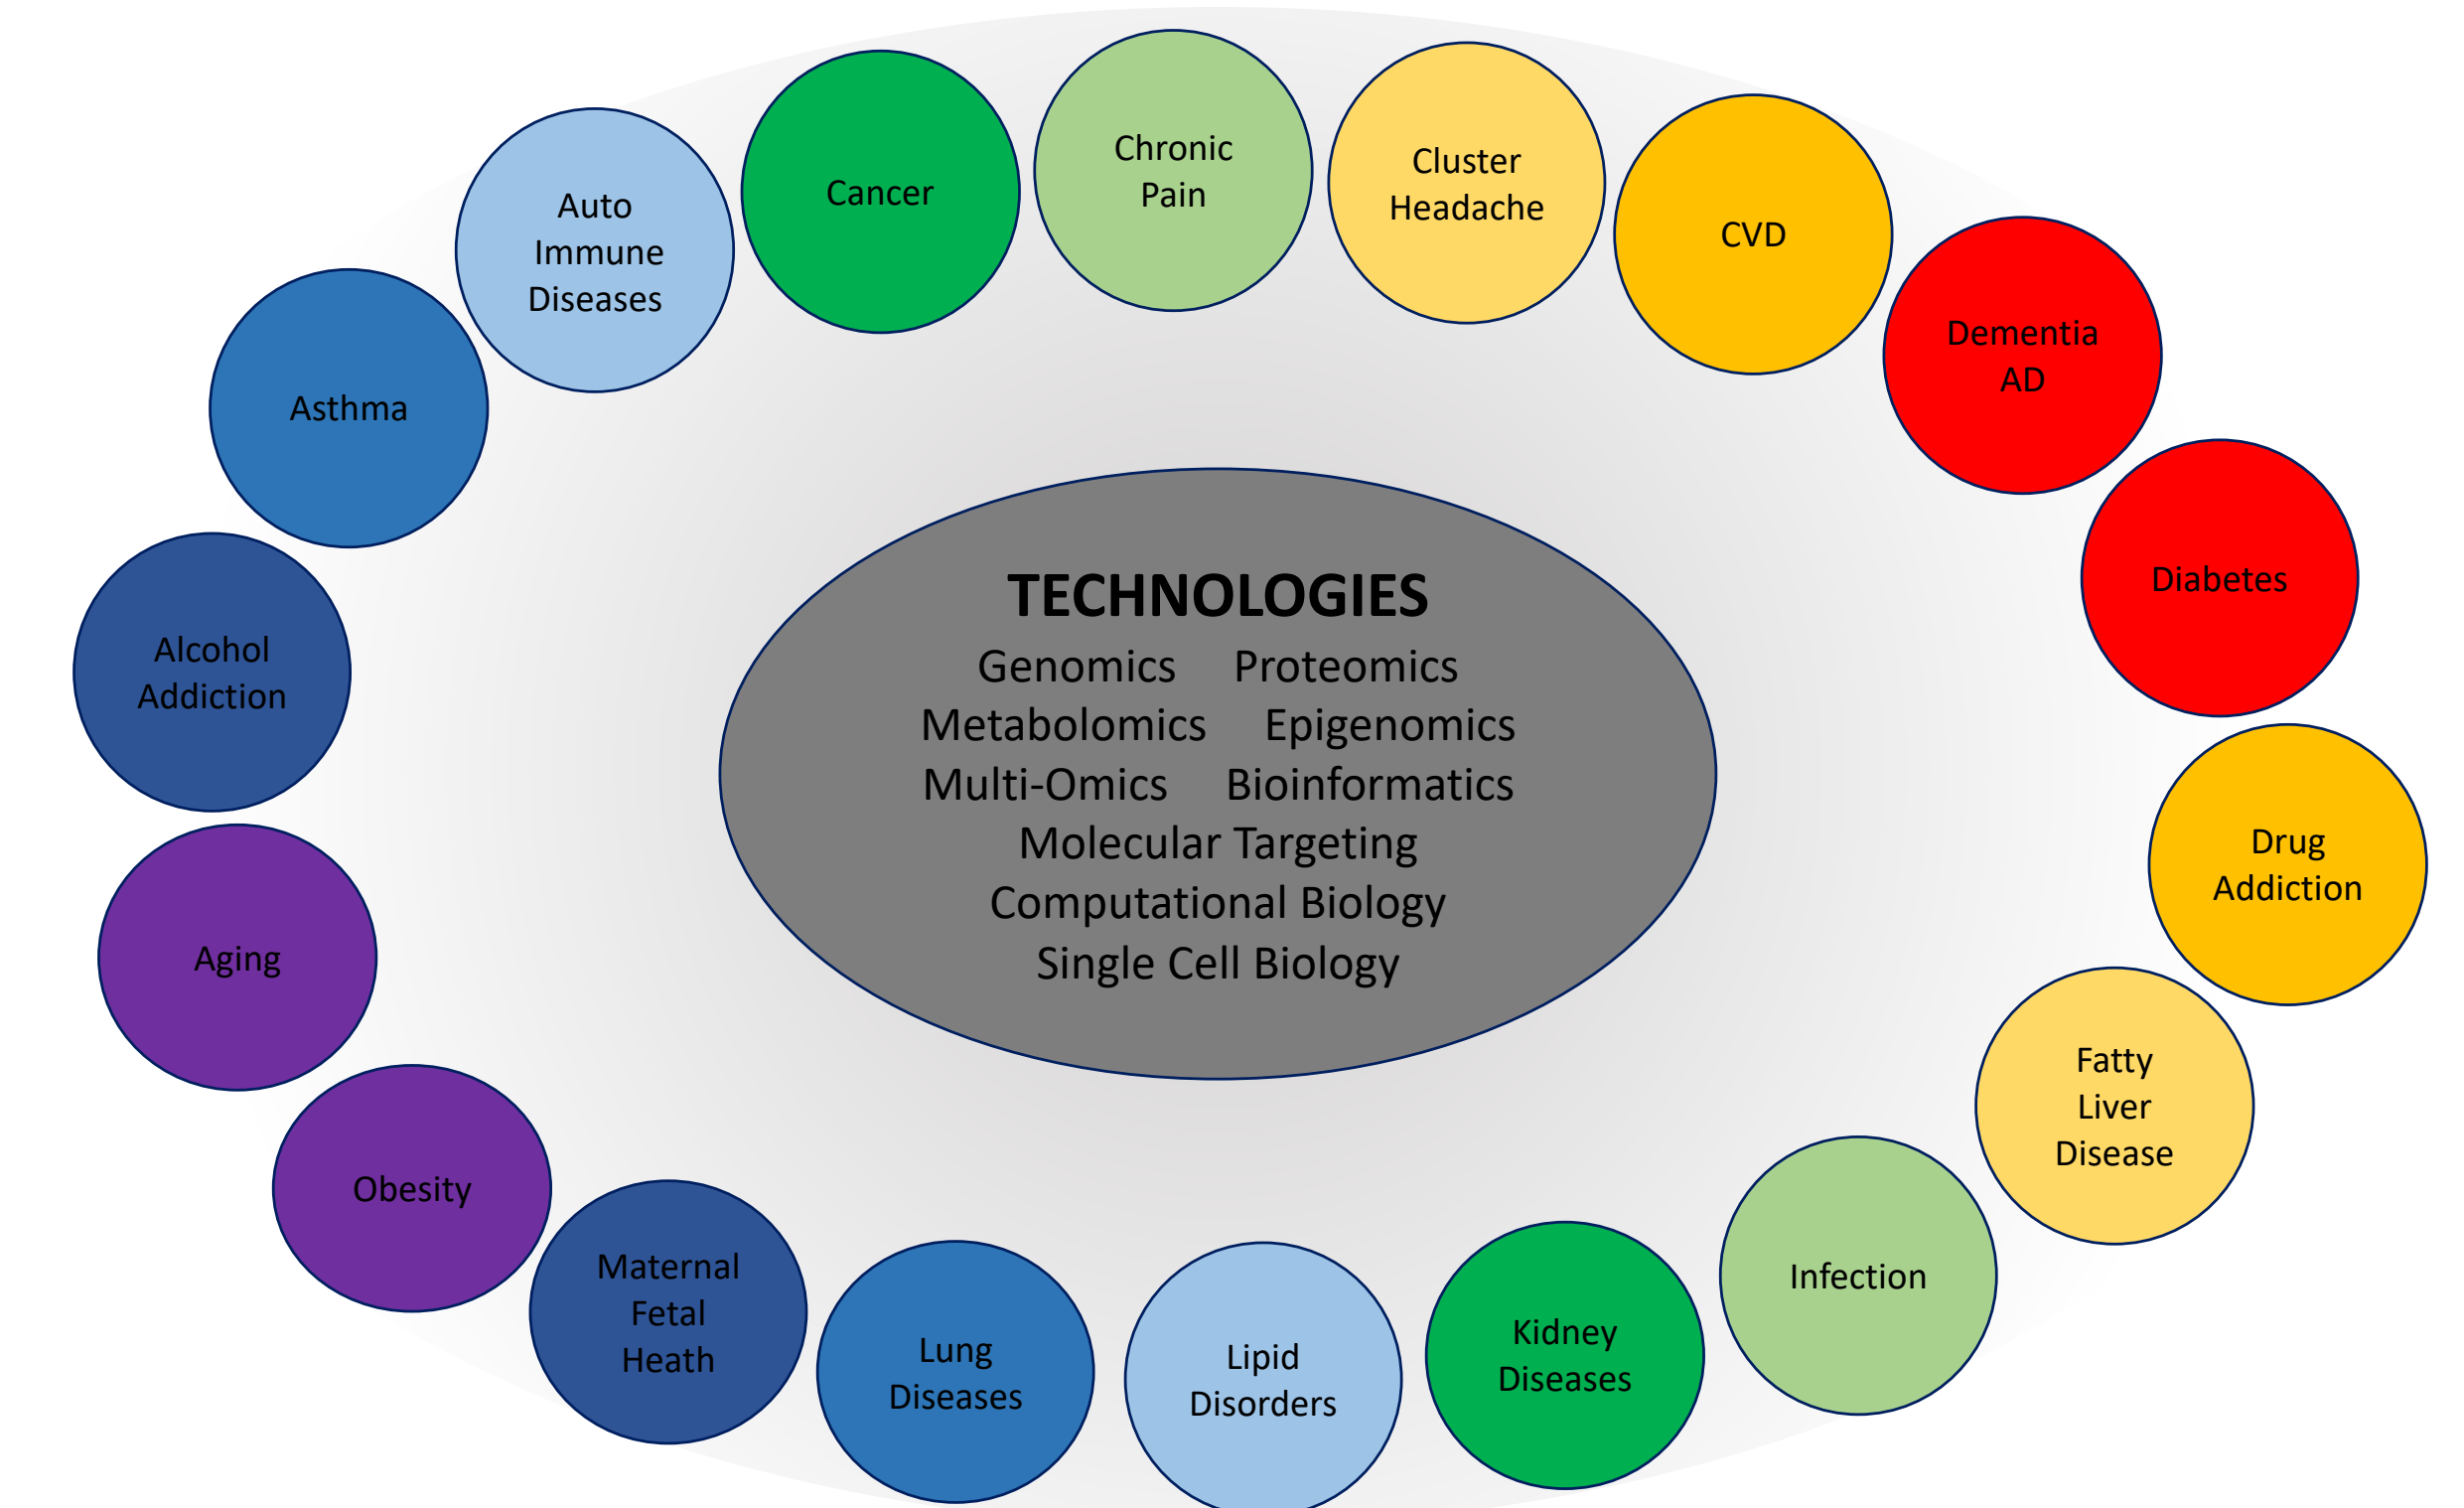 Chronic
Pain
Cluster
Headache
CVD
Dementia
AD
Diabetes
Drug
Addiction
Fatty
Liver
Disease
Infection
Kidney
Diseases
Lipid
Disorders
Lung
Diseases
Maternal
Fetal
Heath
Obesity
Aging
Alcohol
Addiction
Asthma
Auto
Immune
Diseases
Cancer
TECHNOLOGIES
Genomics Proteomics
Metabolomics Epigenomics
Multi-Omics Bioinformatics
Molecular Targeting
Computational Biology
Single Cell Biology